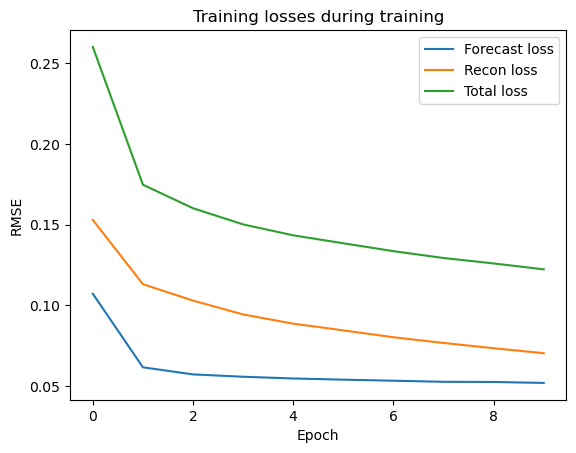 Training losses during training
Forecast loss
Recon loss
Total loss
0.25
0.20
0.15
0.10
0.05
RMSE
0 2 4 6 8
Epoch